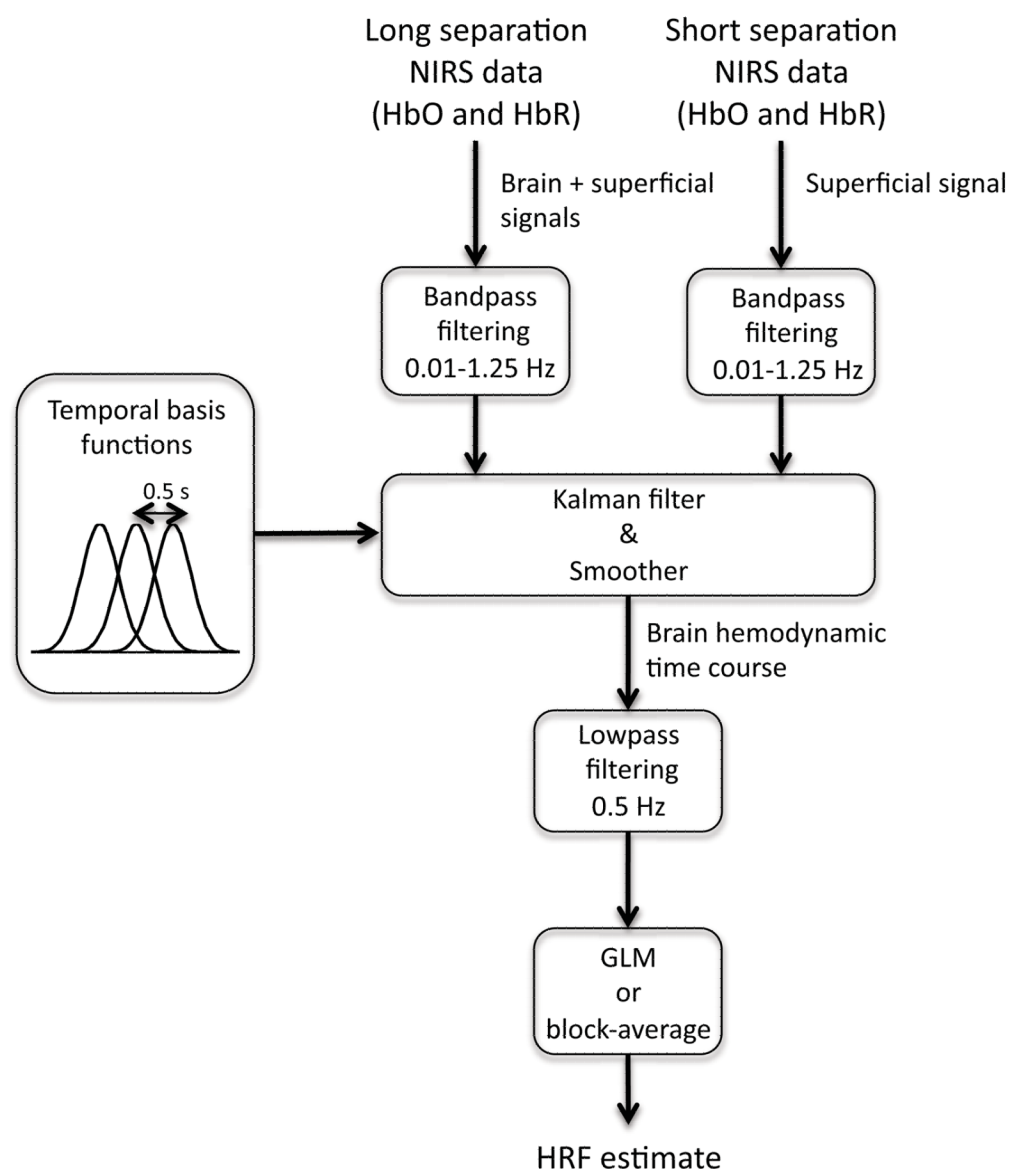 Long separation
NIRS data
(HbO and HbR)
Short separation
NIRS data
(HbO and HbR)
Brain + superficial
signals
Superficial signal
Bandpass
filtering
0.01-1.25 Hz
Bandpass
filtering
0.01-1.25 Hz
Temporal basis
functions
0.5 s
Kalman filter
&
Smoother
Brain hemodynamic
time course
Lowpass
filtering
0.5 Hz
GLM
or
block-average
HRF estimate